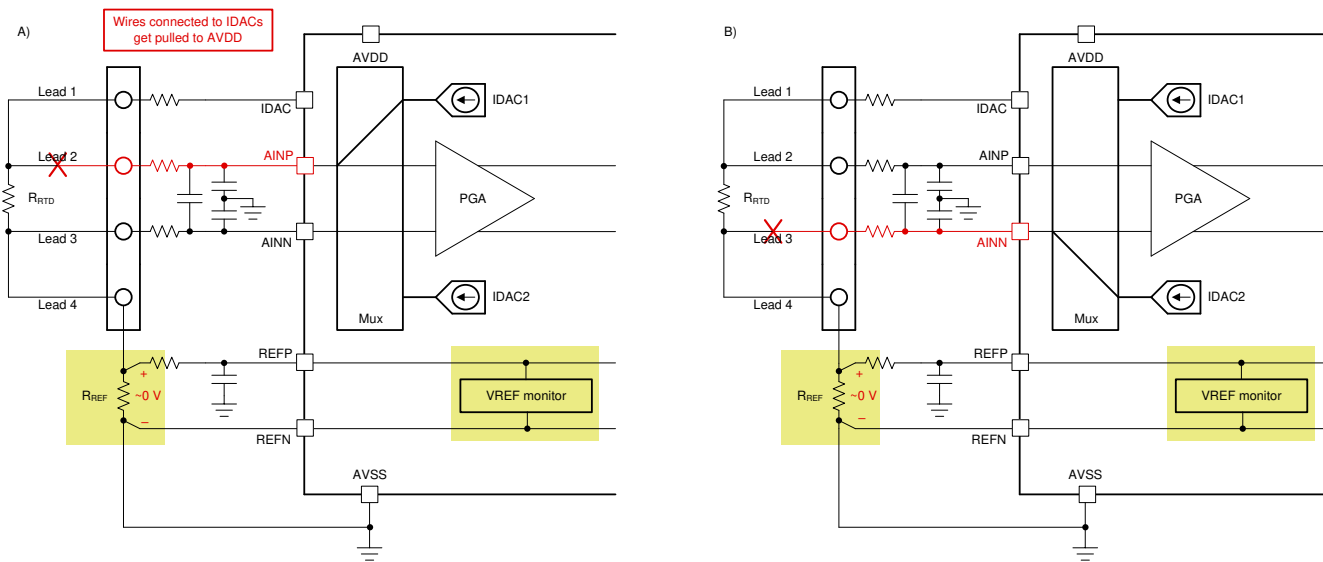 A)
Wires connected to IDACs
get pulled to AVDD
AVDD
Lead 1
IDAC
IDAC1
Lead 2
AINP
RRTD
PGA
Lead 3
AINN
Lead 4
IDAC2
Mux
REFP
+
RREF
~0 V
–
VREF monitor
REFN
AVSS
B)
AVDD
Lead 1
IDAC
IDAC1
Lead 2
AINP
RRTD
PGA
Lead 3
AINN
Lead 4
IDAC2
Mux
REFP
+
RREF
~0 V
–
VREF monitor
REFN
AVSS